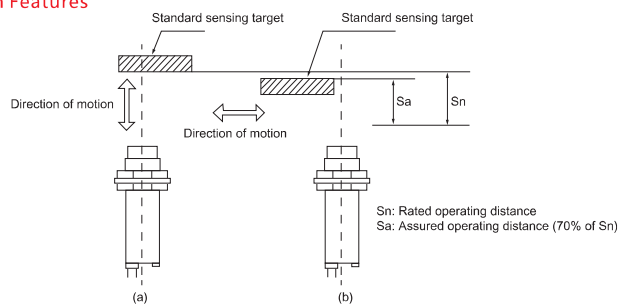 Features
Standard sensing target
Standard sensing target
Direction of motion
Sa
Sn
Direction of motion
Sn: Rated operating distance
Sa: Assured operating distance (70% of Sn)
(a)
(b)